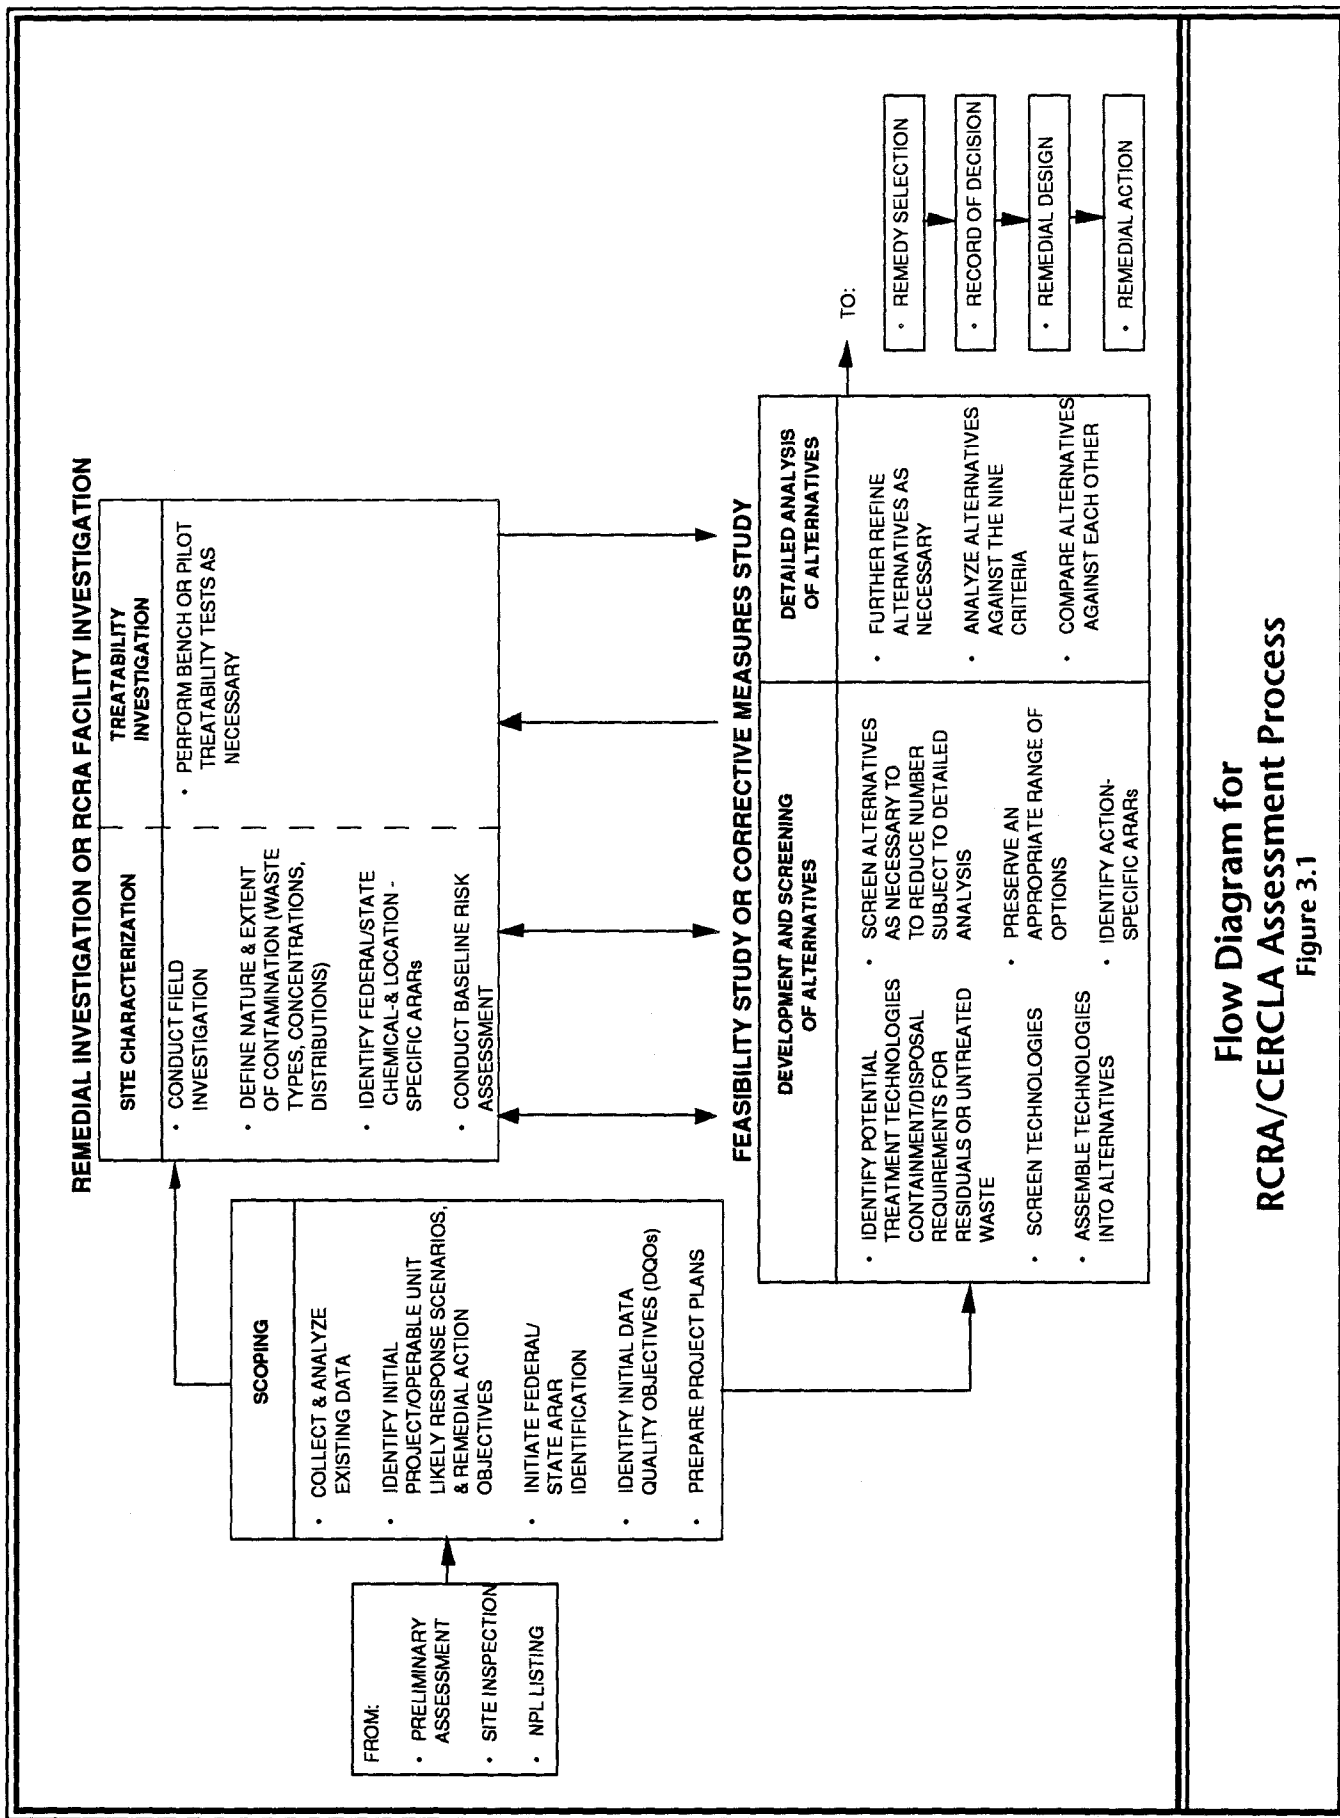 REMEDIAL INVESTIGATION OR RCRA FACILITY INVESTIGATION
SITE CHARACTERIZATION
• CONDUCT FIELD
INVESTIGATION
• DEFINE NATURE & EXTENT
OF CONTAMINATION (WASTE
TYPES, CONCENTRATIONS,
DISTRIBUTIONS)
• IDENTIFY FEDERAL/STATE
CHEMICAL-& LOCATION -
SPECIFIC ARARs
• CONDUCT BASELINE RISK
ASSESSMENT
TREATABILITY
INVESTIGATION
• PERFORM BENCH OR PILOT
TREATABILITY TESTS AS
NECESSARY
FROM:
• PRELIMINARY
ASSESSMENT
• SITE INSPECTION
• NPL LISTING
SCOPING
• COLLECT & ANALYZE
EXISTING DATA
• IDENTIFY INITIAL
PROJECT/OPERABLE UNIT
LIKELY RESPONSE SCENARIOS,
& REMEDIAL ACTION
OBJECTIVES
• INITIATE FEDERAL/
STATE ARAR
IDENTIFICATION
• IDENTIFY INITIAL DATA
QUALITY OBJECTIVES (DQOs)
• PREPARE PROJECT PLANS
FEASIBILITY STUDY OR CORRECTIVE MEASURES STUDY
DEVELOPMENT AND SCREENING
OF ALTERNATIVES
• IDENTIFY POTENTIAL
TREATMENT TECHNOLOGIES
CONTAINMENT/DISPOSAL
REQUIREMENTS FOR
RESIDUALS OR UNTREATED
WASTE
• SCREEN TECHNOLOGIES
• ASSEMBLE TECHNOLOGIES
INTO ALTERNATIVES
• SCREEN ALTERNATIVES
AS NECESSARY TO
TO REDUCE NUMBER
SUBJECT TO DETAILED
ANALYSIS
• PRESERVE AN
APPROPRIATE RANGE OF
OPTIONS
• IDENTIFY ACTION-
SPECIFIC ARARs
DETAILED ANALYSIS
OF ALTERNATIVES
• FURTHER REFINE
ALTERNATIVES AS
NECESSARY
• ANALYZE ALTERNATIVES
AGAINST THE NINE
CRITERIA
• COMPARE ALTERNATIVES
AGAINST EACH OTHER
TO:
• REMEDY SELECTION
• RECORD OF DECISION
• REMEDIAL DESIGN
• REMEDIAL ACTION
Flow Diagram for
RCRA/CERCLA Assessment Process
Figure 3.1